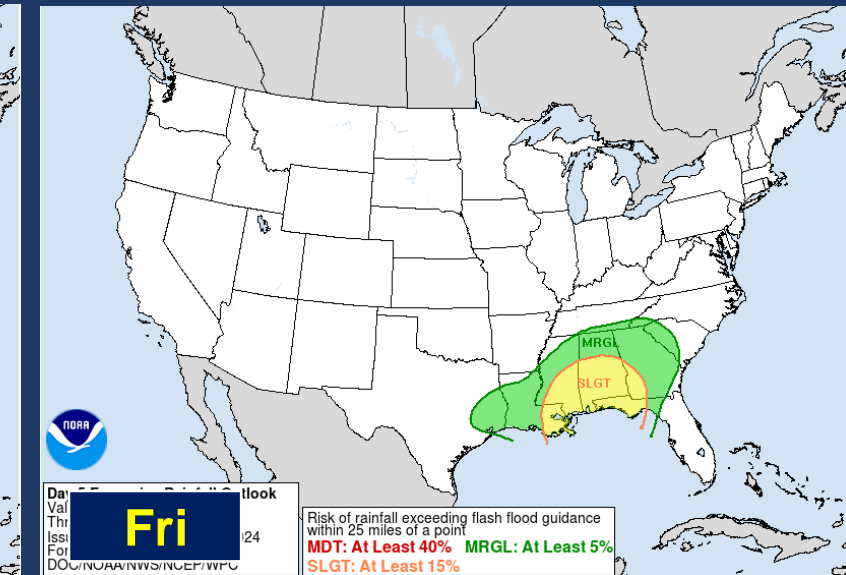 MRGL
SLGT
NOAA
Day 5 Excessive Rainfall Outlook
Val
Thr
Issu 024
For
DOC/NOAA/NWS/NCEP/WPC
Fri
Risk of rainfall exceeding flash flood guidance
within 25 miles of a point
MDT: At Least 40% MRGL: At Least 5%
SLGT: At Least 15%